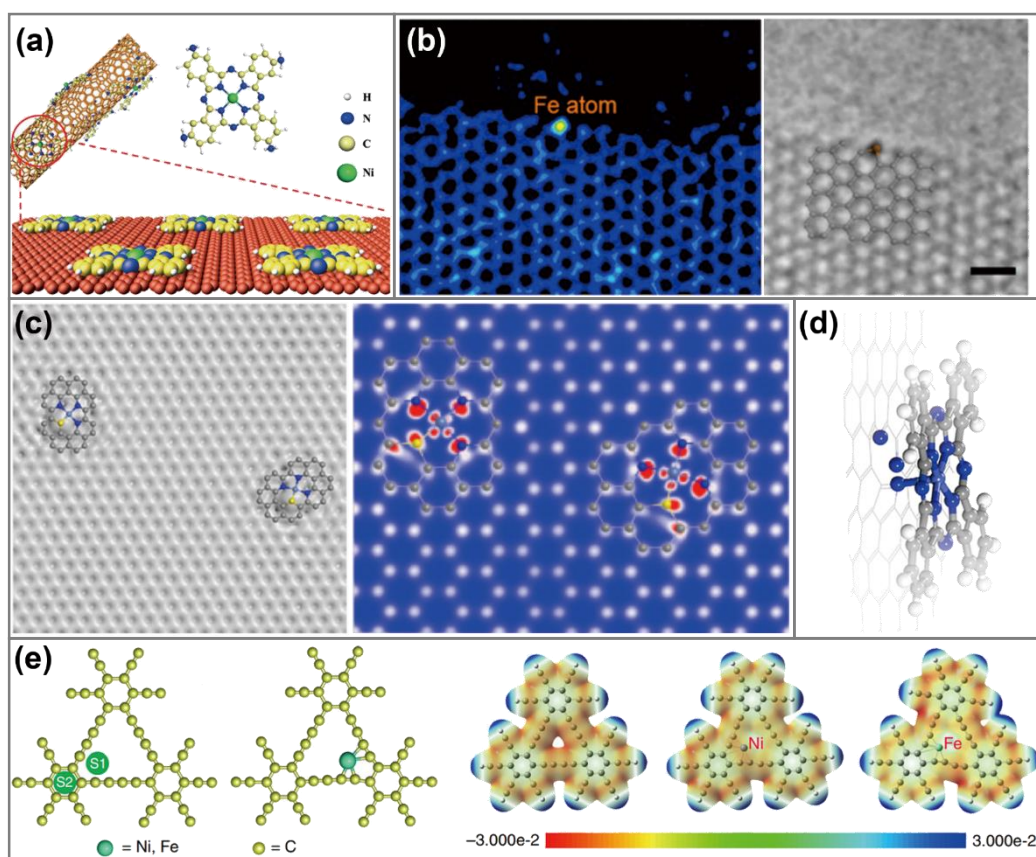 (a)
H
N
C
Ni
(b)
Fe atom
(c)
(d)
(e)
S1
S2
= Ni, Fe
= C
Ni
Fe
−3.000e-2
3.000e-2